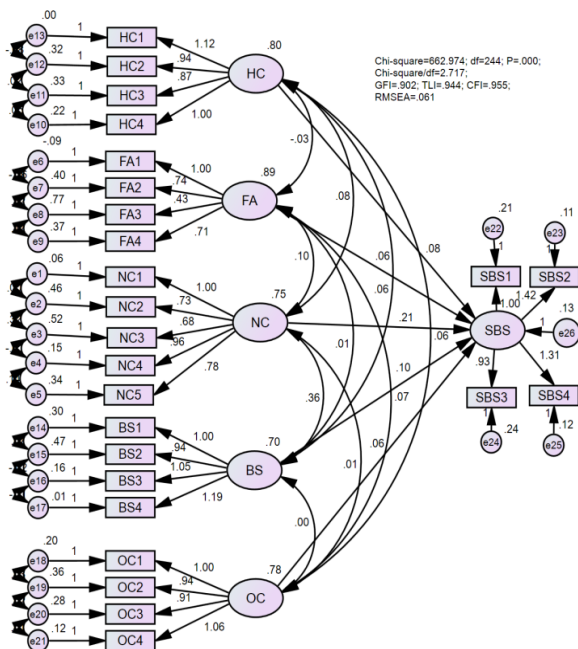 .00
e13 1 HC1
.32
e12 1 HC2
.33
e11 1 HC3
.22
e10 1 HC4
1.12
.94
.87
1.00
.80
HC
Chi-square=662.974; df=244; P=.000;
Chi-square/df=2.717;
GFI=.902; TLI=.944; CFI=.955;
RMSEA=.061
-.09
e6 1 FA1
.40
e7 1 FA2
.77
e8 1 FA3
.37
e9 1 FA4
1.00
.74
.43
.71
.89
FA
-.03
.08
.10
.06
e1 1 NC1
.46
e2 1 NC2
.52
e3 1 NC3
.15
e4 1 NC4
.34
e5 1 NC5
1.00
.73
.68
.96
.78
.75
NC
.06
.06
.08
.21
.01
.06
.10
.07
.36
.06
.01
.00
.21
e22
1
SBS1
.11
e23
1
SBS2
1.00
1.42
SBS
1
.13
e26
.93
1.31
SBS3
1
e24
.24
SBS4
1
e25
.12
.30
e14 1 BS1
.47
e15 1 BS2
.16
e16 1 BS3
.01
e17 1 BS4
1.00
.94
1.05
1.19
.70
BS
.20
e18 1 OC1
.36
e19 1 OC2
.28
e20 1 OC3
.12
e21 1 OC4
1.00
.94
.91
1.06
.78
OC